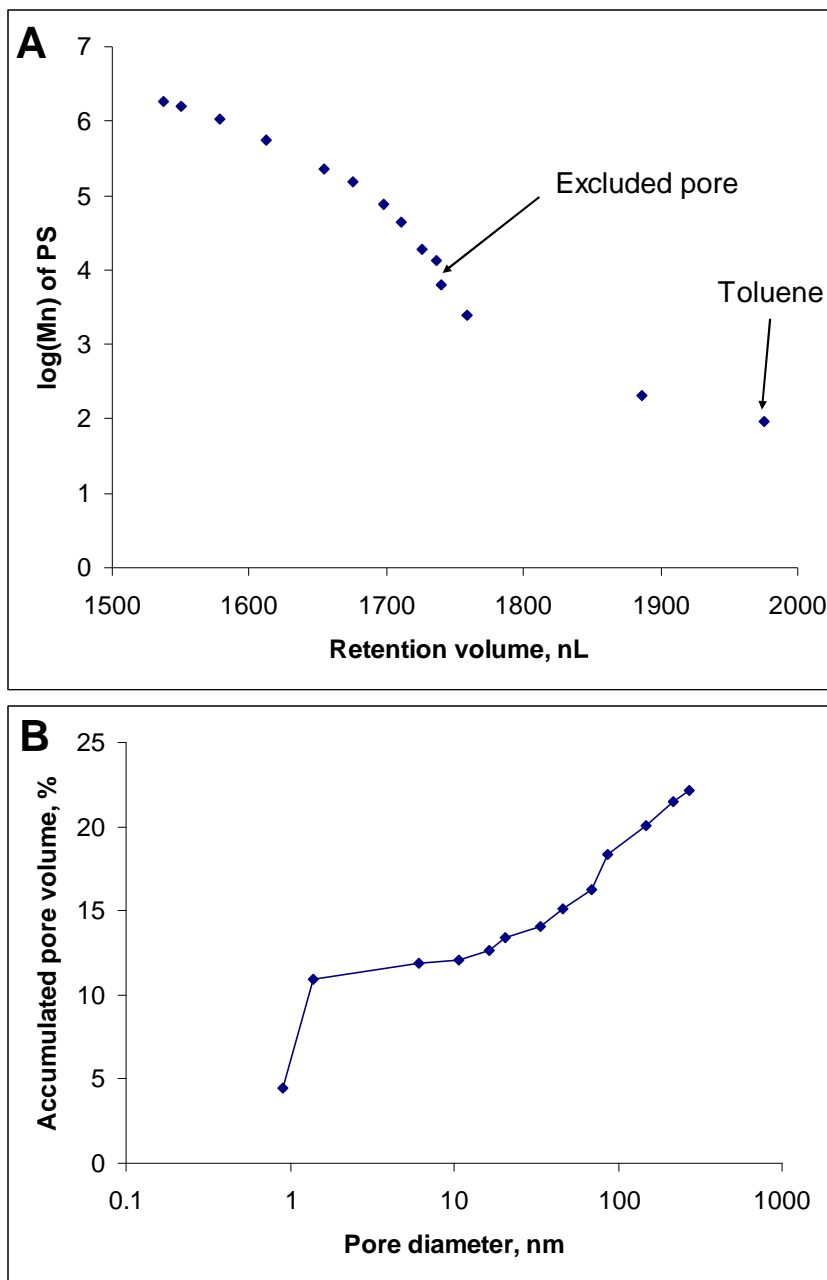 A
7
6
5
4
3
2
1
0
log(Mn) of PS
Excluded pore
Toluene
1500 1600 1700 1800 1900 2000
Retention volume, nL
B
25
20
15
10
5
0
Accumulated pore volume, %
0.1 1 10 100 1000
Pore diameter, nm